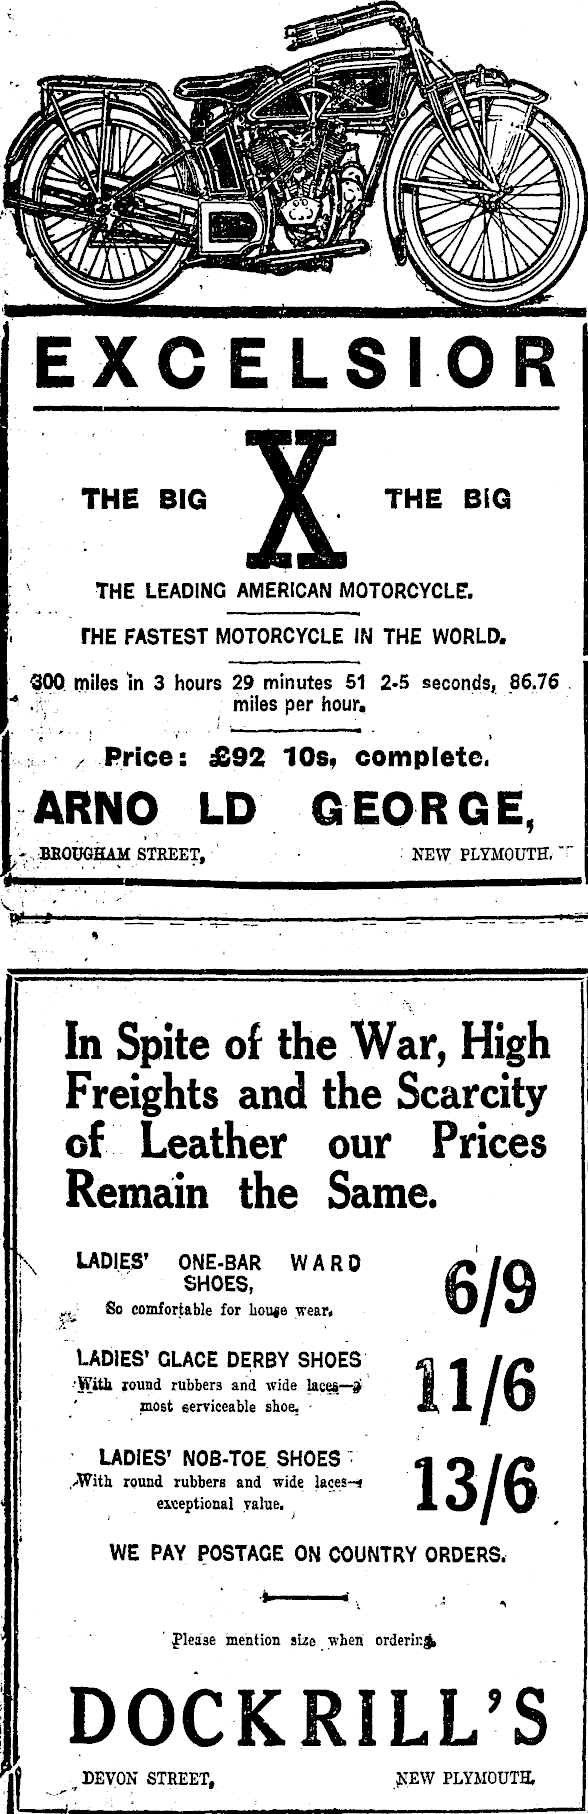 EXCELSIOR
THE BIG X THE BIG
THE LEADING AMERICAN MOTORCYCLE.
THE FASTEST MOTORCYCLE IN THE WORLD.
300 miles in 3 hours 29 minutes 51 2-5 seconds, 86.76
miles per hour.
Price: £92 10s, complete.
ARNO LD GEORGE,
BROUGHAM STREET, NEW PLYMOUTH.
In Spite of the War, High
Freights and the Scarcity
of Leather our Prices
Remain the Same.
LADIES' ONE-BAR WARD
SHOES, 6/9
So comfortable for house wear.
LADIES' GLACE DERBY SHOES
With round rubbers and wide laces—a 11/6
most serviceable shoe.
LADIES' NOB-TOE SHOES
With round rubbers and wide laces— 13/6
exceptional value.
WE PAY POSTAGE ON COUNTRY ORDERS.
Please mention size when ordering.
DOCKRILL'S
DEVON STREET, NEW PLYMOUTH.